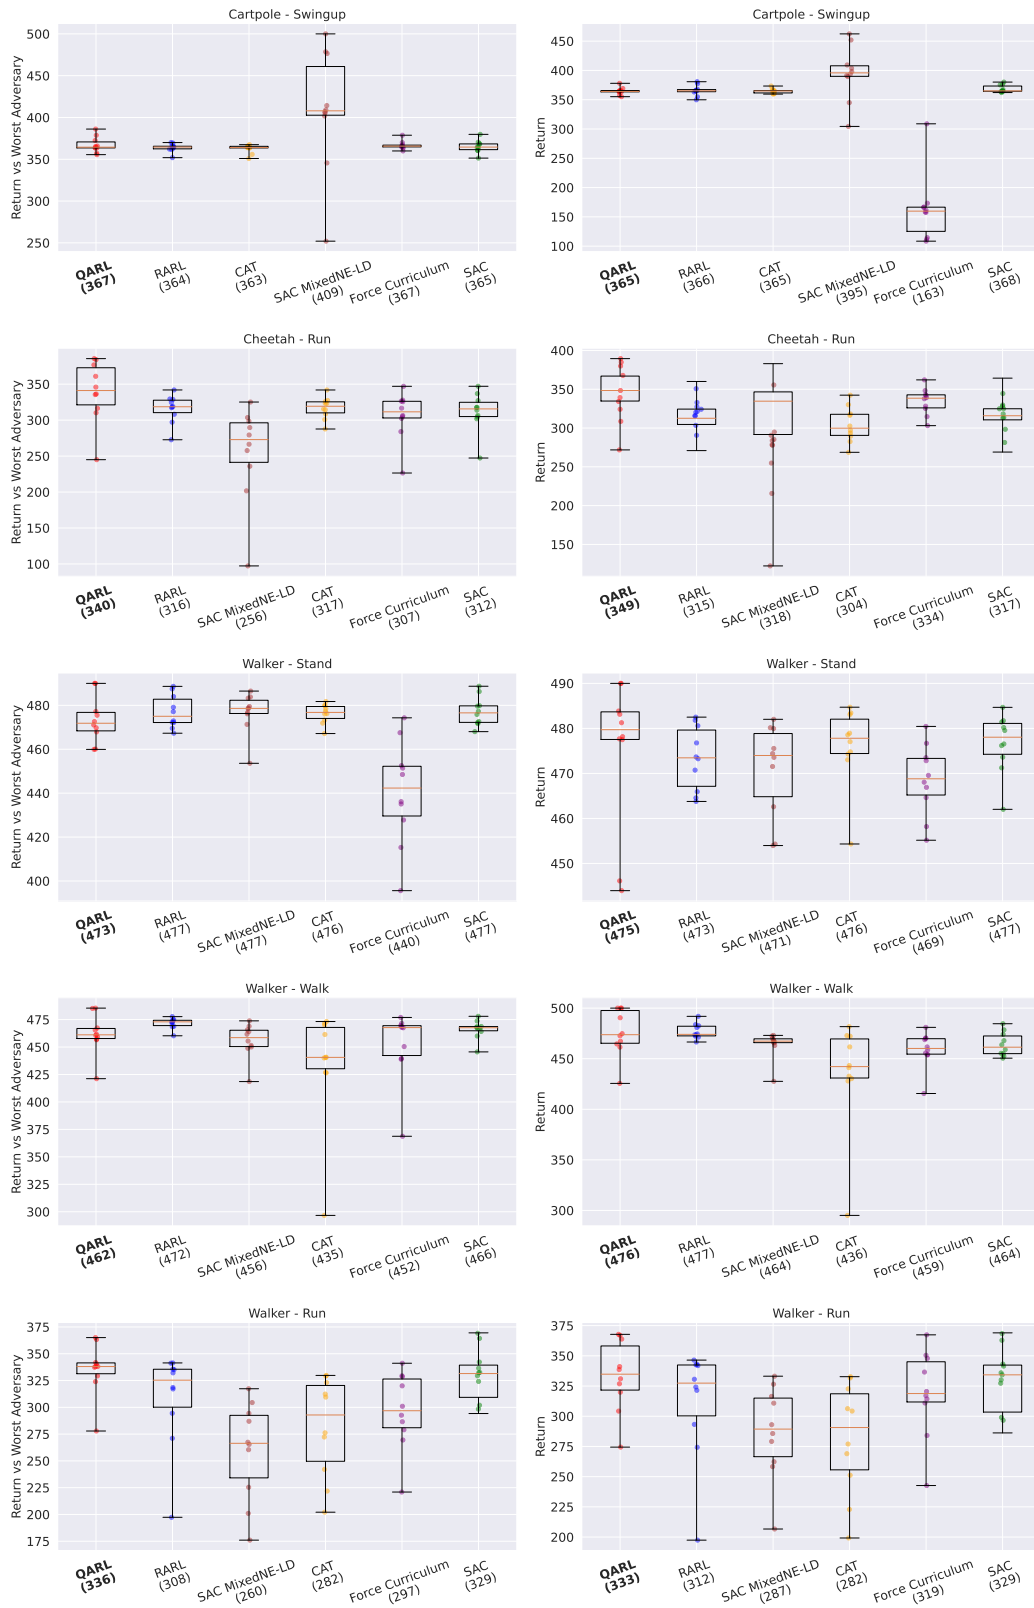 Cartpole - Swingup
Return vs Worst Adversary
500
450
400
350
300
250
QARL
(367)
RARL
(364)
CAT
(363)
SAC MixedNE-LD
(409)
Force Curriculum
(367)
SAC
(365)
Cartpole - Swingup
Return
450
400
350
300
250
200
150
100
QARL
(365)
RARL
(366)
CAT
(365)
SAC MixedNE-LD
(395)
Force Curriculum
(163)
SAC
(368)
Cheetah - Run
Return vs Worst Adversary
350
300
250
200
150
100
QARL
(340)
RARL
(316)
SAC MixedNE-LD
(256)
CAT
(317)
Force Curriculum
(307)
SAC
(312)
Cheetah - Run
Return
400
350
300
250
200
150
QARL
(349)
RARL
(315)
SAC MixedNE-LD
(318)
CAT
(304)
Force Curriculum
(334)
SAC
(317)
Walker - Stand
Return vs Worst Adversary
480
460
440
420
400
QARL
(473)
RARL
(477)
SAC MixedNE-LD
(477)
CAT
(476)
Force Curriculum
(440)
SAC
(477)
Walker - Stand
Return
490
480
470
460
450
QARL
(475)
RARL
(473)
SAC MixedNE-LD
(471)
CAT
(476)
Force Curriculum
(469)
SAC
(477)
Walker - Walk
Return vs Worst Adversary
475
450
425
400
375
350
325
300
QARL
(462)
RARL
(472)
SAC MixedNE-LD
(456)
CAT
(435)
Force Curriculum
(452)
SAC
(466)
Walker - Walk
Return
500
450
400
350
300
QARL
(476)
RARL
(477)
SAC MixedNE-LD
(464)
CAT
(436)
Force Curriculum
(459)
SAC
(464)
Walker - Run
Return vs Worst Adversary
375
350
325
300
275
250
225
200
175
QARL
(336)
RARL
(308)
SAC MixedNE-LD
(260)
CAT
(282)
Force Curriculum
(297)
SAC
(329)
Walker - Run
Return
375
350
325
300
275
250
225
200
QARL
(333)
RARL
(312)
SAC MixedNE-LD
(287)
CAT
(282)
Force Curriculum
(319)
SAC
(329)